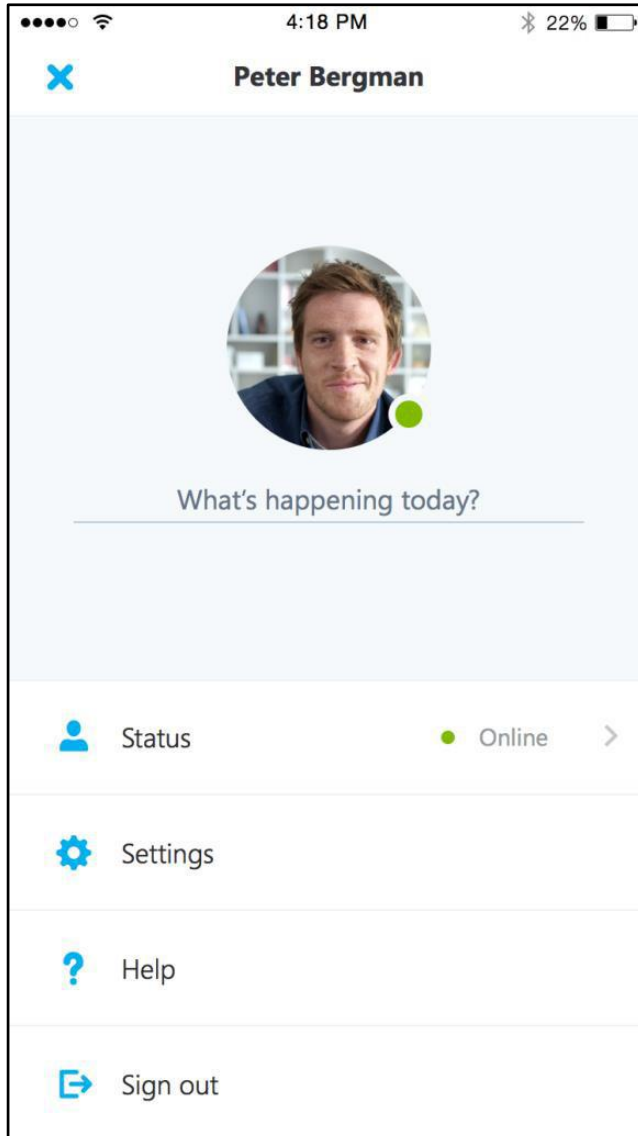 4:18 PM 22%
Peter Bergman
What's happening today?
Status Online
Settings
Help
Sign out